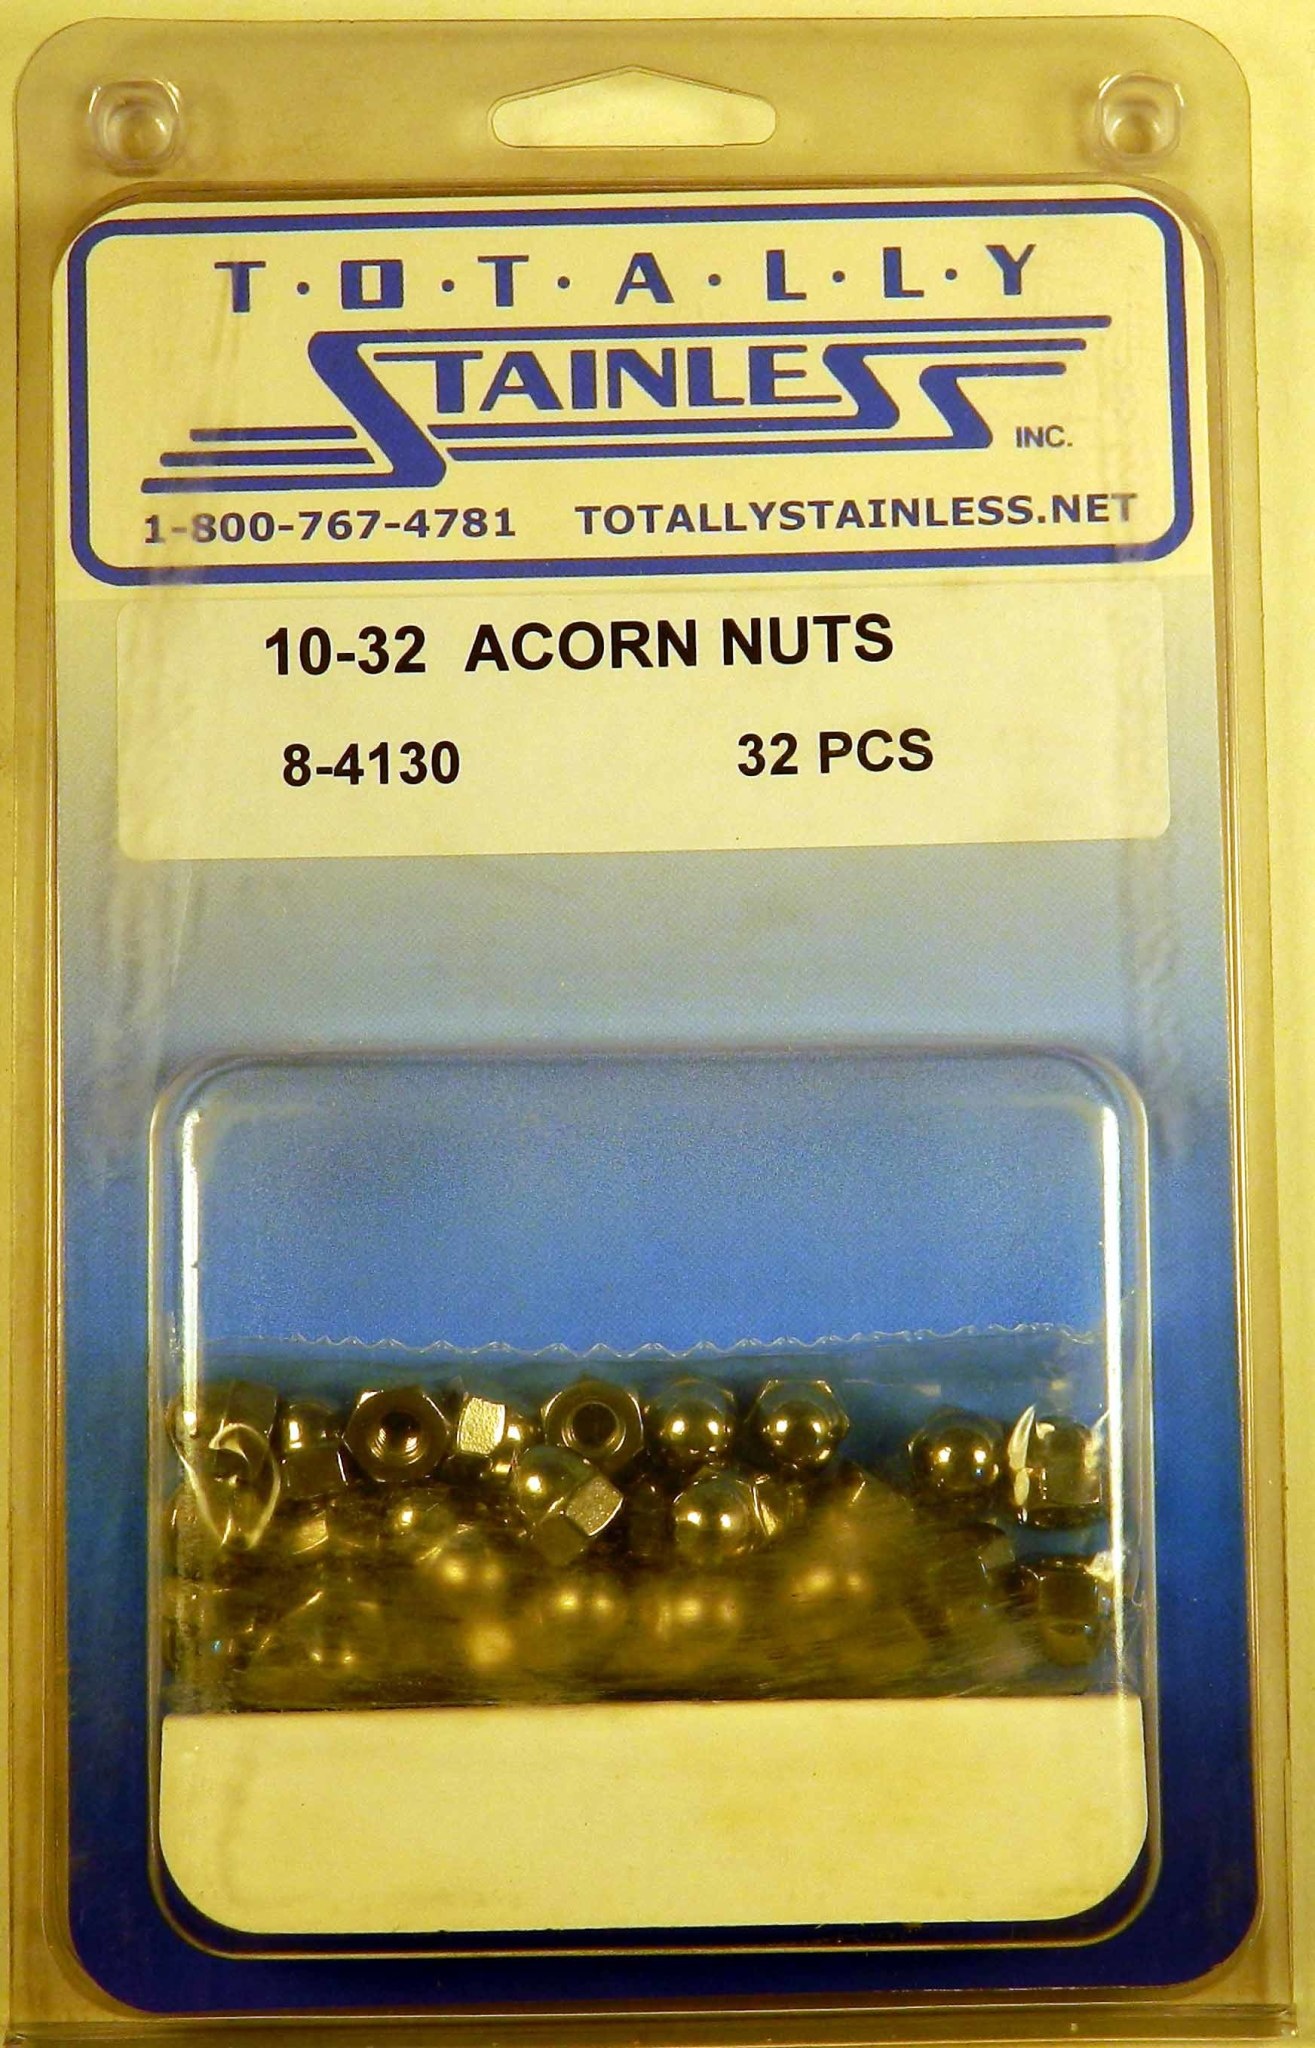 T·O·T·A·L·L·Y
STAINLESS
INC.
1-800-767-4781 TOTALLYSTAINLESS.NET
10-32 ACORN NUTS
8-4130 32 PCS